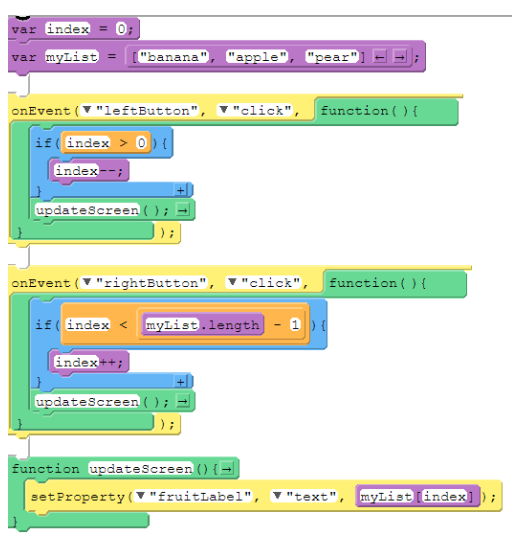 var index = 0;
var myList = ["banana", "apple", "pear"] ← →;
onEvent(▼"leftButton", ▼"click", function(){
if(index > 0){
index--;
} +
updateScreen(); →
});
onEvent(▼"rightButton", ▼"click", function(){
if(index < myList.length - 1){
index++;
} +
updateScreen(); →
});
function updateScreen(){→
setProperty(▼"fruitLabel", ▼"text", myList[index]);
}